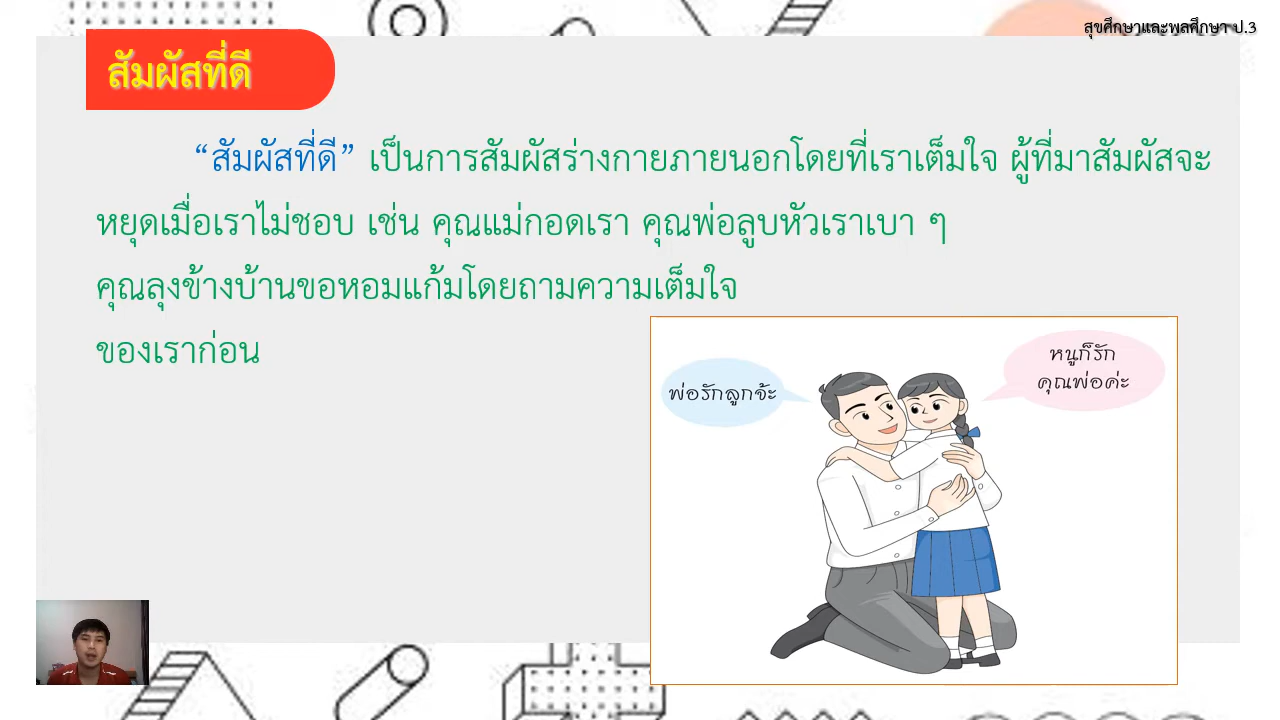 สุขศึกษาและพลศึกษา ป.3
สัมผัสที่ดี
“สัมผัสที่ดี” เป็นการสัมผัสร่างกายภายนอกโดยที่เราเต็มใจ ผู้ที่มาสัมผัสจะ
หยุดเมื่อเราไม่ชอบ เช่น คุณแม่กอดเรา คุณพ่อลูบหัวเราเบา ๆ
คุณลุงข้างบ้านขอหอมแก้มโดยถามความเต็มใจ
ของเราก่อน
พ่อรักลูกจ้ะ
หนูก็รัก
คุณพ่อค่ะ